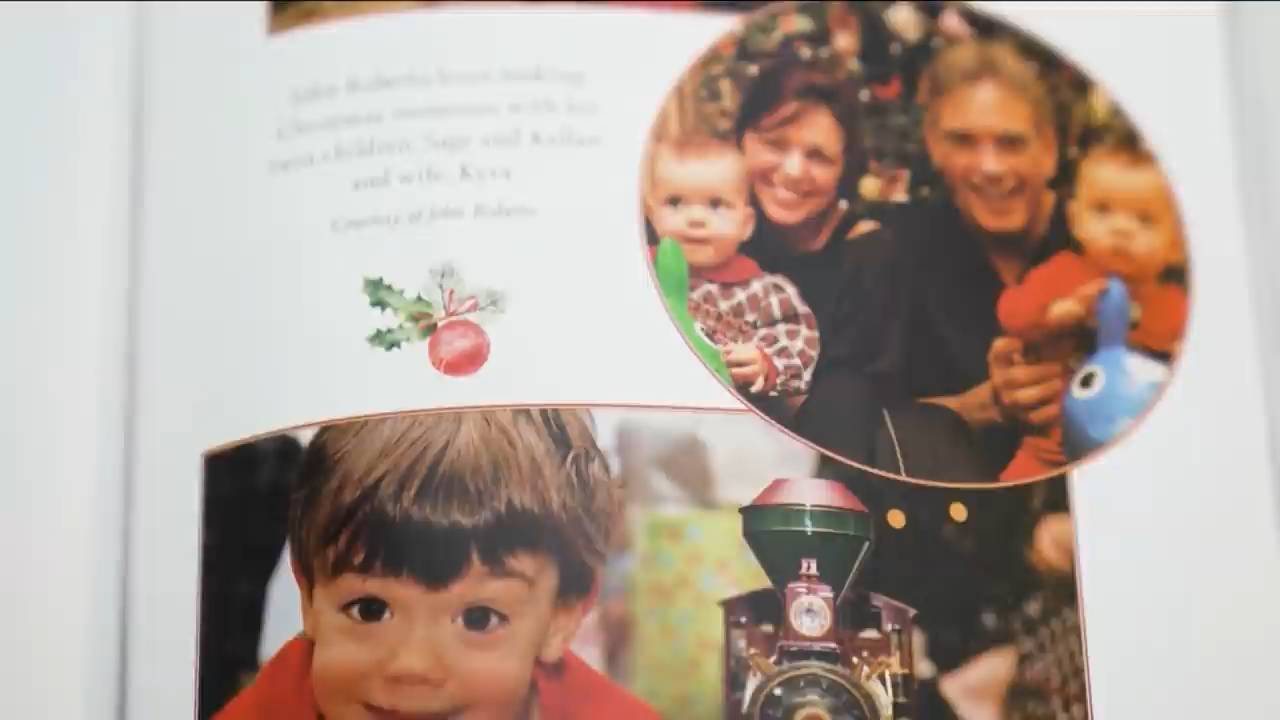 John Roberts loves making
Christmas memories with his
twin children, Sage and Kellan,
and wife, Kyra
Courtesy of John Roberts